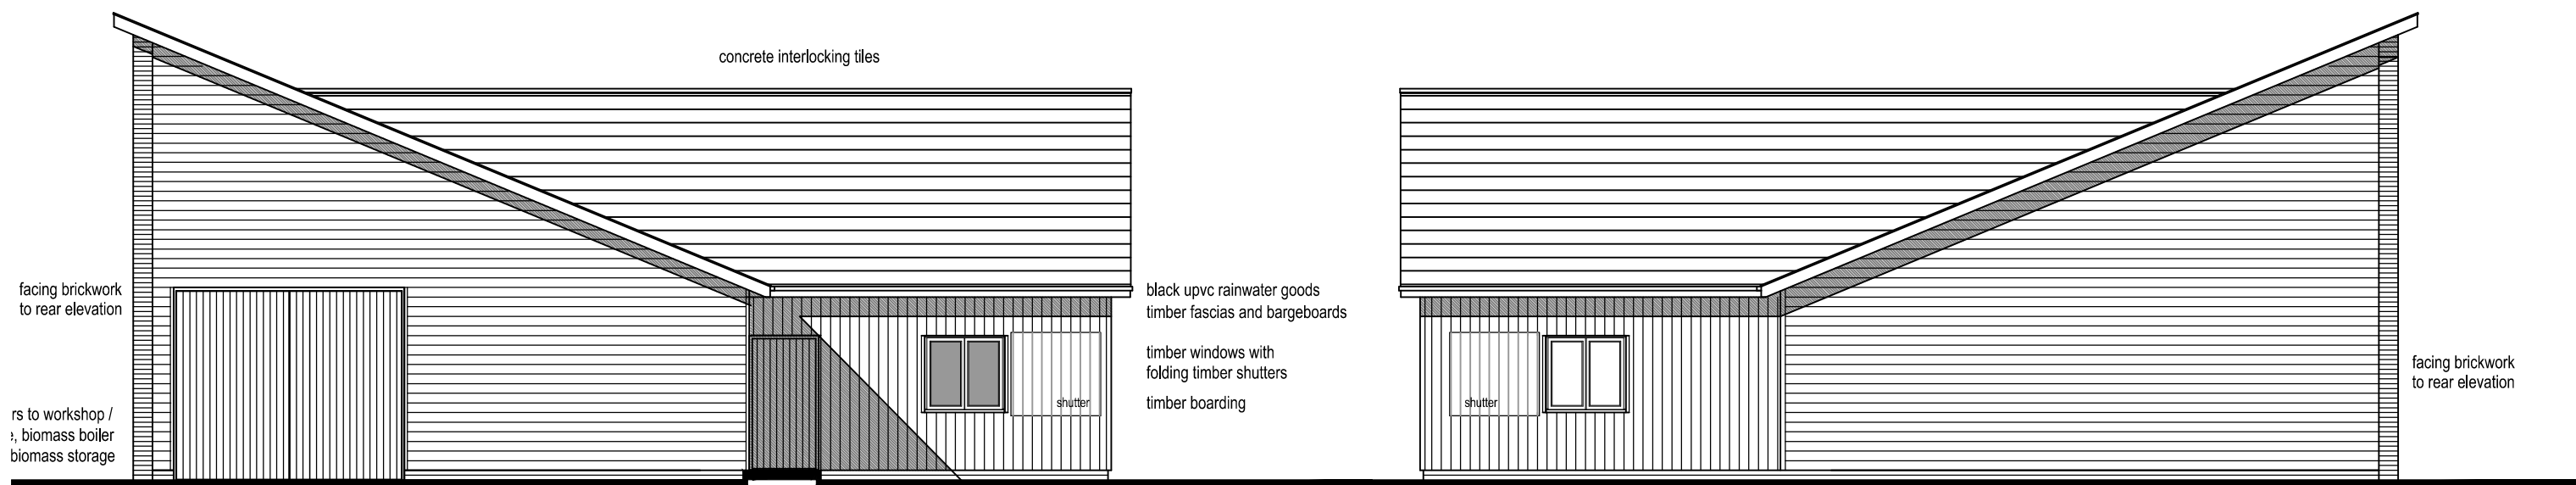 concrete interlocking tiles
facing brickwork
to rear elevation
rs to workshop /
, biomass boiler
biomass storage
black upvc rainwater goods
timber fascias and bargeboards
timber windows with
folding timber shutters
timber boarding
shutter
shutter
facing brickwork
to rear elevation